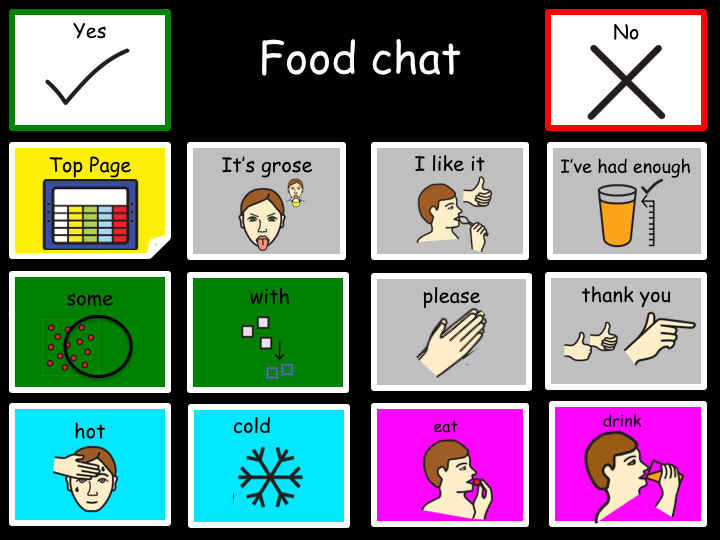 Yes
Food chat
No
Top Page
It's grose
I like it
I've had enough
some
with
please
thank you
hot
cold
eat
drink